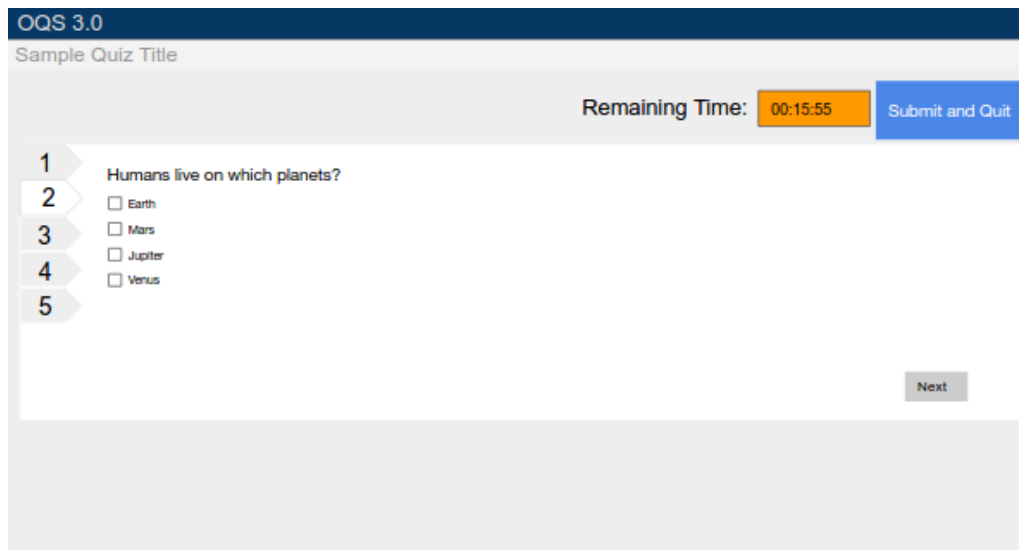 OQS 3.0
Sample Quiz Title
Remaining Time: 00:15:55 Submit and Quit
1
Humans live on which planets?
2
Earth
3
Mars
Jupiter
4
Venus
5
Next